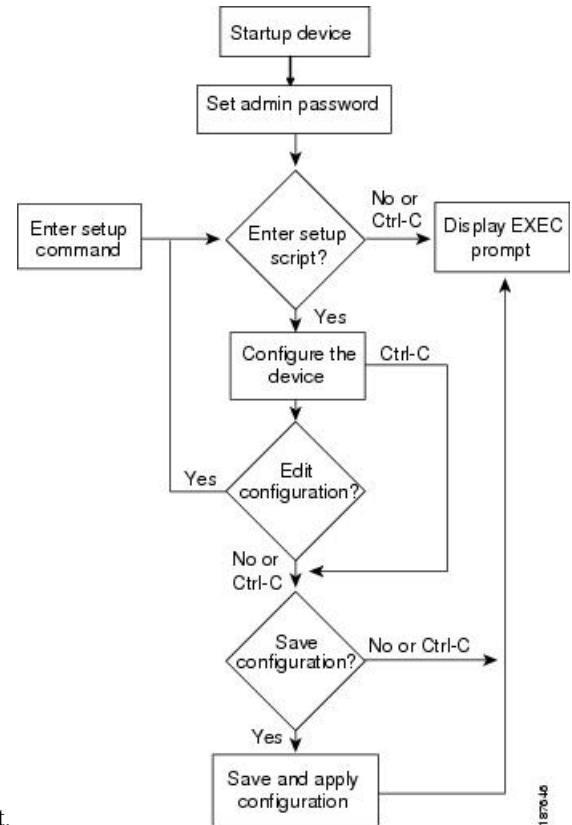 Startup device
Set admin password
No or
Ctrl-C
Enter setup
command
Enter setup
script?
Display EXEC
prompt
Yes
Configure the
device
Ctrl-C
Yes
Edit
configuration?
No or
Ctrl-C
Save
configuration?
No or Ctrl-C
Yes
Save and apply
configuration
187646
t.